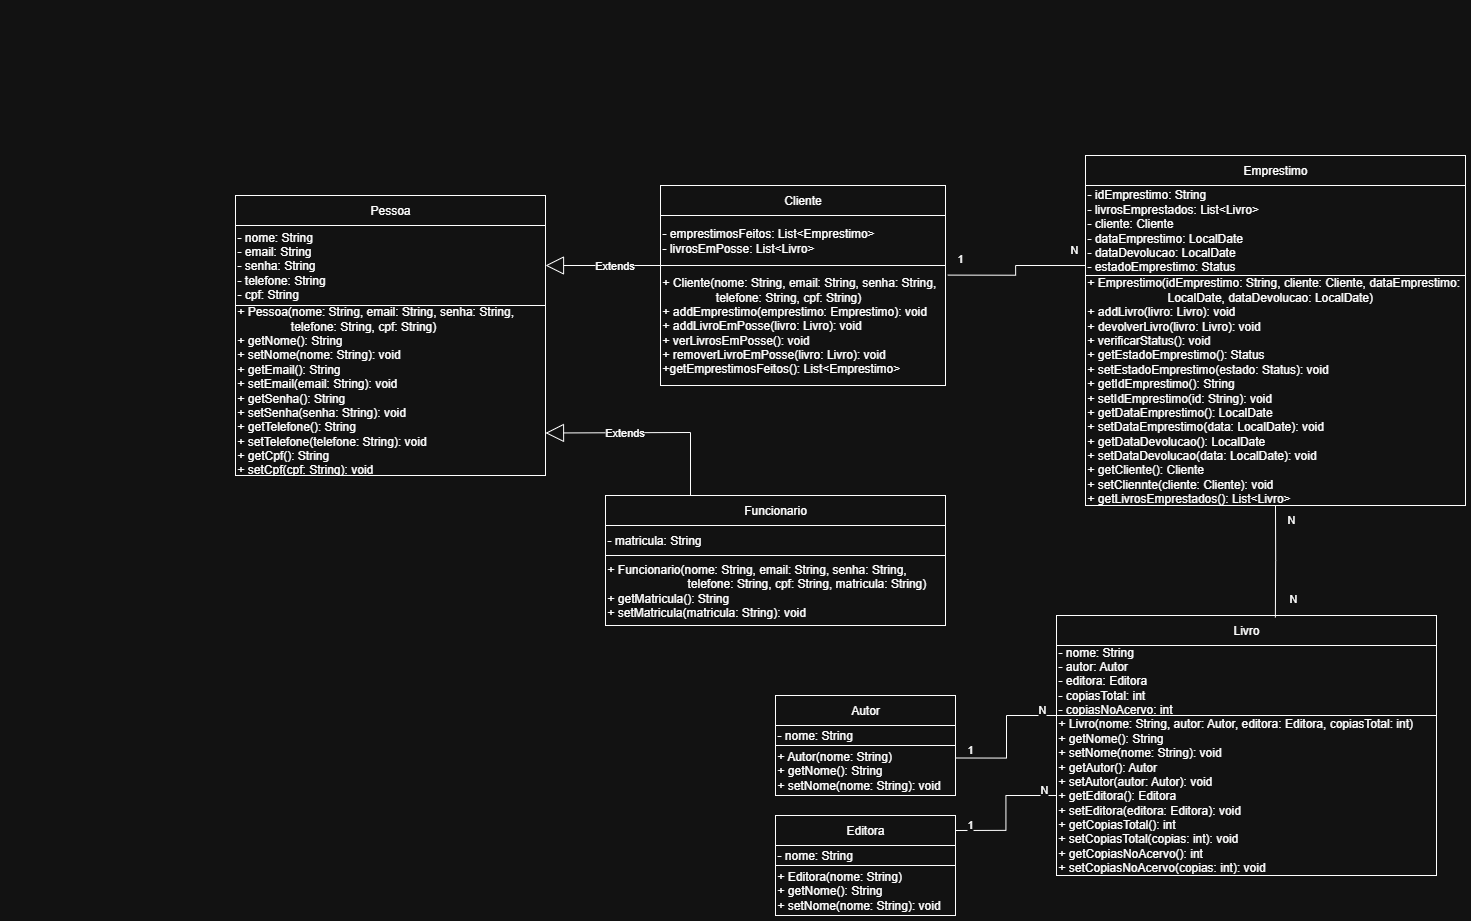 Pessoa
- nome: String
- email: String
- senha: String
- telefone: String
- cpf: String
+ Pessoa(nome: String, email: String, senha: String,
telefone: String, cpf: String)
+ getNome(): String
+ setNome(nome: String): void
+ getEmail(): String
+ setEmail(email: String): void
+ getSenha(): String
+ setSenha(senha: String): void
+ getTelefone(): String
+ setTelefone(telefone: String): void
+ getCpf(): String
+ setCpf(cpf: String): void
Extends
Extends
Cliente
- emprestimosFeitos: List<Emprestimo>
- livrosEmPosse: List<Livro>
+ Cliente(nome: String, email: String, senha: String,
telefone: String, cpf: String)
+ addEmprestimo(emprestimo: Emprestimo): void
+ addLivroEmPosse(livro: Livro): void
+ verLivrosEmPosse(): void
+ removerLivroEmPosse(livro: Livro): void
+getEmprestimosFeitos(): List<Emprestimo>
1
N
Emprestimo
- idEmprestimo: String
- livrosEmprestados: List<Livro>
- cliente: Cliente
- dataEmprestimo: LocalDate
- dataDevolucao: LocalDate
- estadoEmprestimo: Status
+ Emprestimo(idEmprestimo: String, cliente: Cliente, dataEmprestimo:
LocalDate, dataDevolucao: LocalDate)
+ addLivro(livro: Livro): void
+ devolverLivro(livro: Livro): void
+ verificarStatus(): void
+ getEstadoEmprestimo(): Status
+ setEstadoEmprestimo(estado: Status): void
+ getIdEmprestimo(): String
+ setIdEmprestimo(id: String): void
+ getDataEmprestimo(): LocalDate
+ setDataEmprestimo(data: LocalDate): void
+ getDataDevolucao(): LocalDate
+ setDataDevolucao(data: LocalDate): void
+ getCliente(): Cliente
+ setCliennte(cliente: Cliente): void
+ getLivrosEmprestados(): List<Livro>
N
N
Funcionario
- matricula: String
+ Funcionario(nome: String, email: String, senha: String,
telefone: String, cpf: String, matricula: String)
+ getMatricula(): String
+ setMatricula(matricula: String): void
Livro
- nome: String
- autor: Autor
- editora: Editora
- copiasTotal: int
- copiasNoAcervo: int
+ Livro(nome: String, autor: Autor, editora: Editora, copiasTotal: int)
+ getNome(): String
+ setNome(nome: String): void
+ getAutor(): Autor
+ setAutor(autor: Autor): void
+ getEditora(): Editora
+ setEditora(editora: Editora): void
+ getCopiasTotal(): int
+ setCopiasTotal(copias: int): void
+ getCopiasNoAcervo(): int
+ setCopiasNoAcervo(copias: int): void
Autor
- nome: String
+ Autor(nome: String)
+ getNome(): String
+ setNome(nome: String): void
1
N
Editora
- nome: String
+ Editora(nome: String)
+ getNome(): String
+ setNome(nome: String): void
1
N